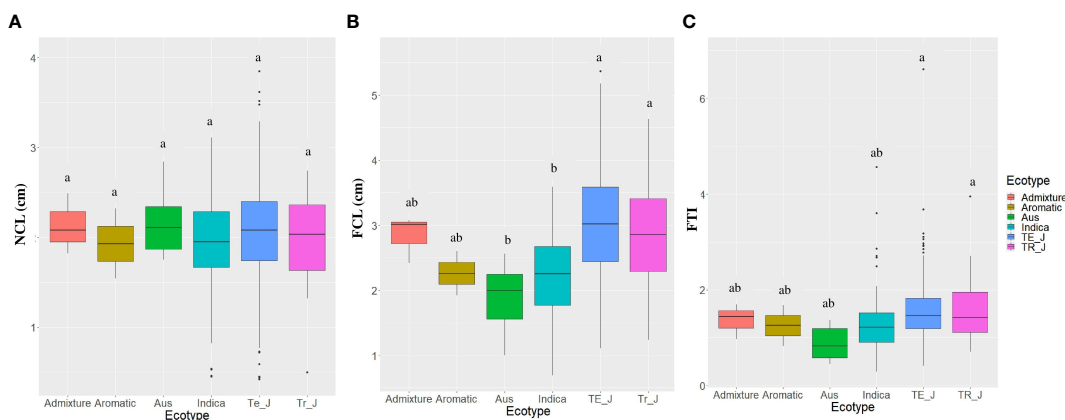 A
NCL (cm)
4
3
2
1
a
a
a
a
a
a
Admixture Aromatic Aus Indica Te_J Tr_J
Ecotype
B
FCL (cm)
5
4
3
2
1
ab
ab
b
b
a
a
Admixture Aromatic Aus Indica TE_J TR_J
Ecotype
C
FTI
6
4
2
0
ab
ab
ab
ab
a
a
Admixture Aromatic Aus Indica TE_J TR_J
Ecotype
Ecotype
Admixture
Aromatic
Aus
Indica
TE_J
TR_J